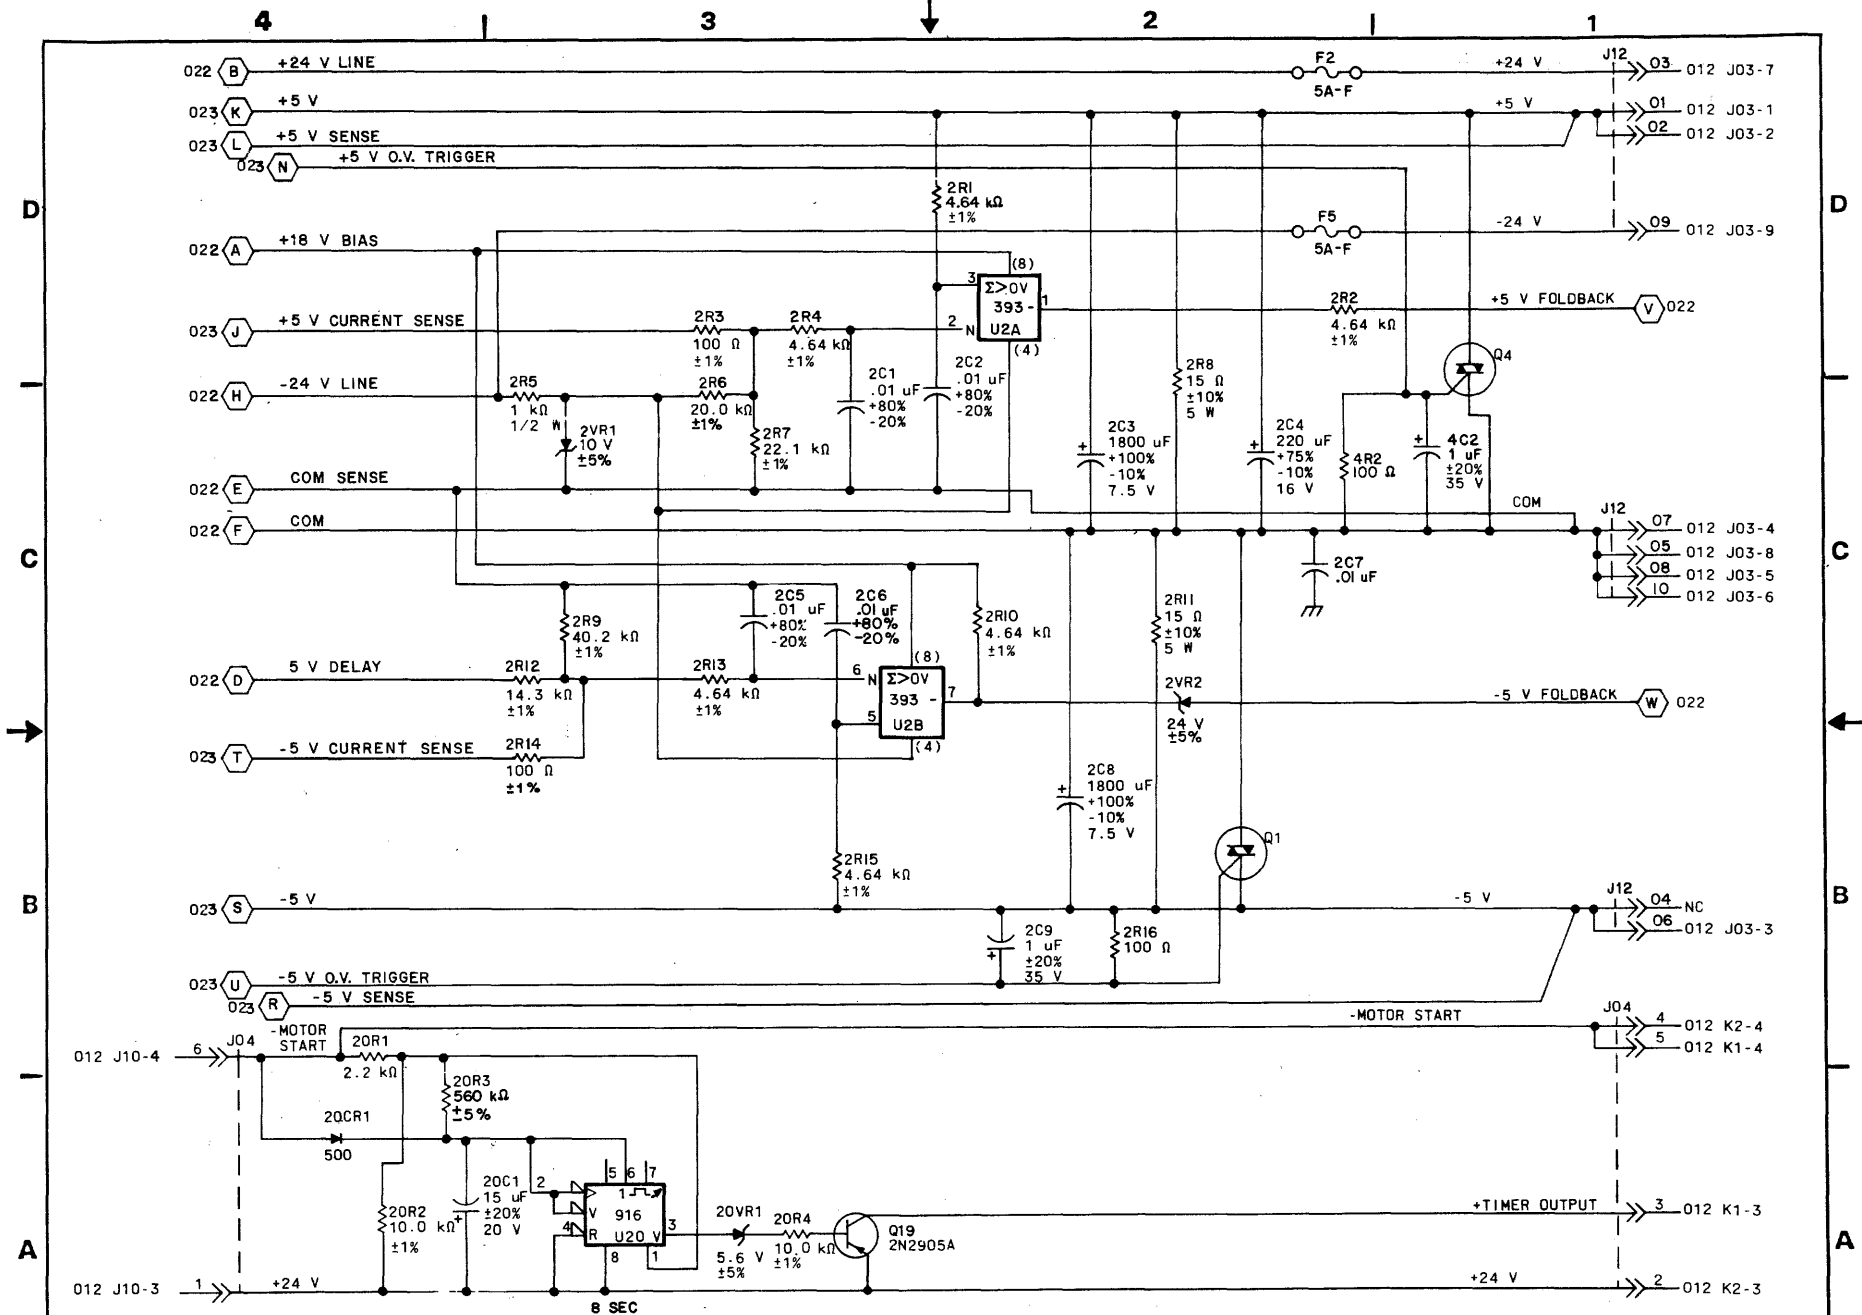 4 3 2 1
022 B +24 V LINE
F2
5A-F
+24 V
J12
03 012 J03-7
023 K +5 V
+5 V
01 012 J03-1
02 012 J03-2
023 L +5 V SENSE
023 N +5 V O.V. TRIGGER
D
D
2R1
4.64 kΩ
±1%
F5
5A-F
-24 V
09 012 J03-9
022 A +18 V BIAS
(8)
3
Σ>0V
393 -
1
U2A
2 N
(4)
2R2
4.64 kΩ
±1%
+5 V FOLDBACK
V 022
023 J +5 V CURRENT SENSE
2R3
100 Ω
±1%
2R4
4.64 kΩ
±1%
Q4
022 H -24 V LINE
2R5
1 kΩ
1/2 W
2VR1
10 V
±5%
2R6
20.0 kΩ
±1%
2R7
22.1 kΩ
±1%
2C1
.01 uF
+80%
-20%
2C2
.01 uF
+80%
-20%
2C3
1800 uF
+100%
-10%
7.5 V
2R8
15 Ω
±10%
5 W
2C4
220 uF
+75%
-10%
16 V
4R2
100 Ω
4C2
1 uF
±20%
35 V
022 E COM SENSE
COM
022 F COM
J12
07 012 J03-4
05 012 J03-8
08 012 J03-5
10 012 J03-6
C
C
2C7
.01 uF
2R9
40.2 kΩ
±1%
2C5
.01 uF
+80%
-20%
2C6
.01 uF
+80%
-20%
2R10
4.64 kΩ
±1%
2R11
15 Ω
±10%
5 W
022 D 5 V DELAY
2R12
14.3 kΩ
±1%
2R13
4.64 kΩ
±1%
(8)
6 N
Σ>0V
393 -
7
5
U2B
(4)
2VR2
24 V
±5%
-5 V FOLDBACK
W 022
023 T -5 V CURRENT SENSE
2R14
100 Ω
±1%
2C8
1800 uF
+100%
-10%
7.5 V
Q1
2R15
4.64 kΩ
±1%
B
B
023 S -5 V
-5 V
J12
04 NC
06 012 J03-3
2C9
1 uF
±20%
35 V
2R16
100 Ω
023 U -5 V O.V. TRIGGER
023 R -5 V SENSE
-MOTOR START
J04
4 012 K2-4
5 012 K1-4
012 J10-4 6
J04
-MOTOR
START
20R1
2.2 kΩ
20R3
560 kΩ
±5%
20CR1
500
20R2
10.0 kΩ
±1%
20C1
15 uF
±20%
20 V
2
5 6 7
1
V
916
4 R
U20 V
3
8
1
8 SEC
20VR1
5.6 V
±5%
20R4
10.0 kΩ
±1%
Q19
2N2905A
+TIMER OUTPUT
3 012 K1-3
A
A
012 J10-3 1
+24 V
+24 V
2 012 K2-3